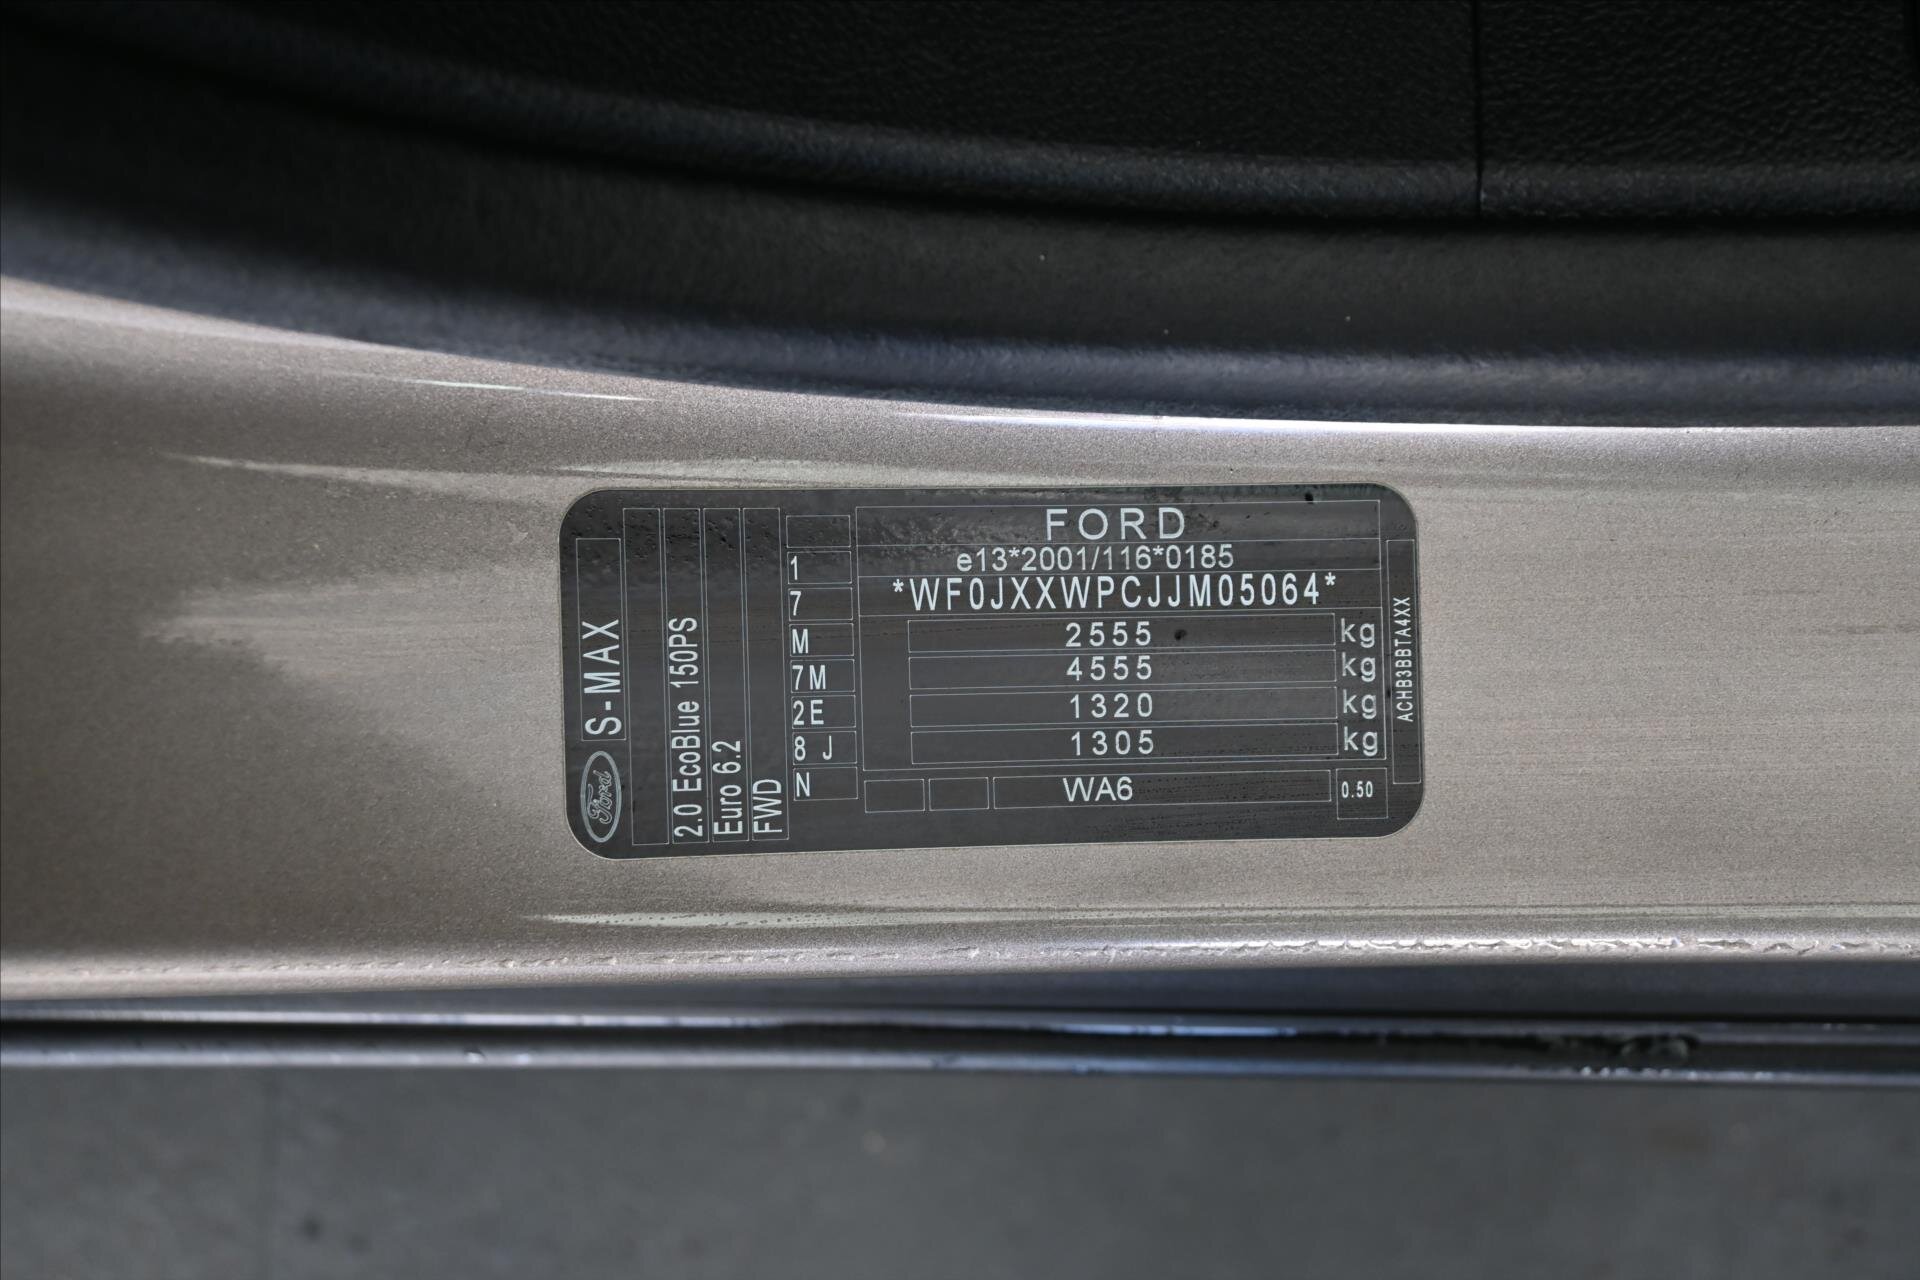 FORD
e13*2001/116*0185
*WF0JXXWPCJJM05064*
2555 kg
4555 kg
1320 kg
1305 kg
WA6 0.50
1
7
M
7M
2E
8 J
N
Ford S-MAX
2.0 EcoBlue 150PS
Euro 6.2
FWD
ACHB3BBTA4XX